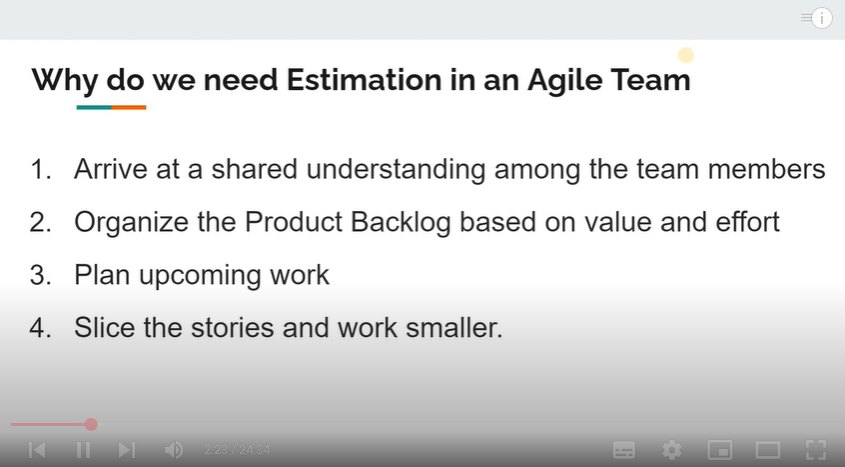 Why do we need Estimation in an Agile Team
1. Arrive at a shared understanding among the team members
2. Organize the Product Backlog based on value and effort
3. Plan upcoming work
4. Slice the stories and work smaller.
2:23 / 24:34